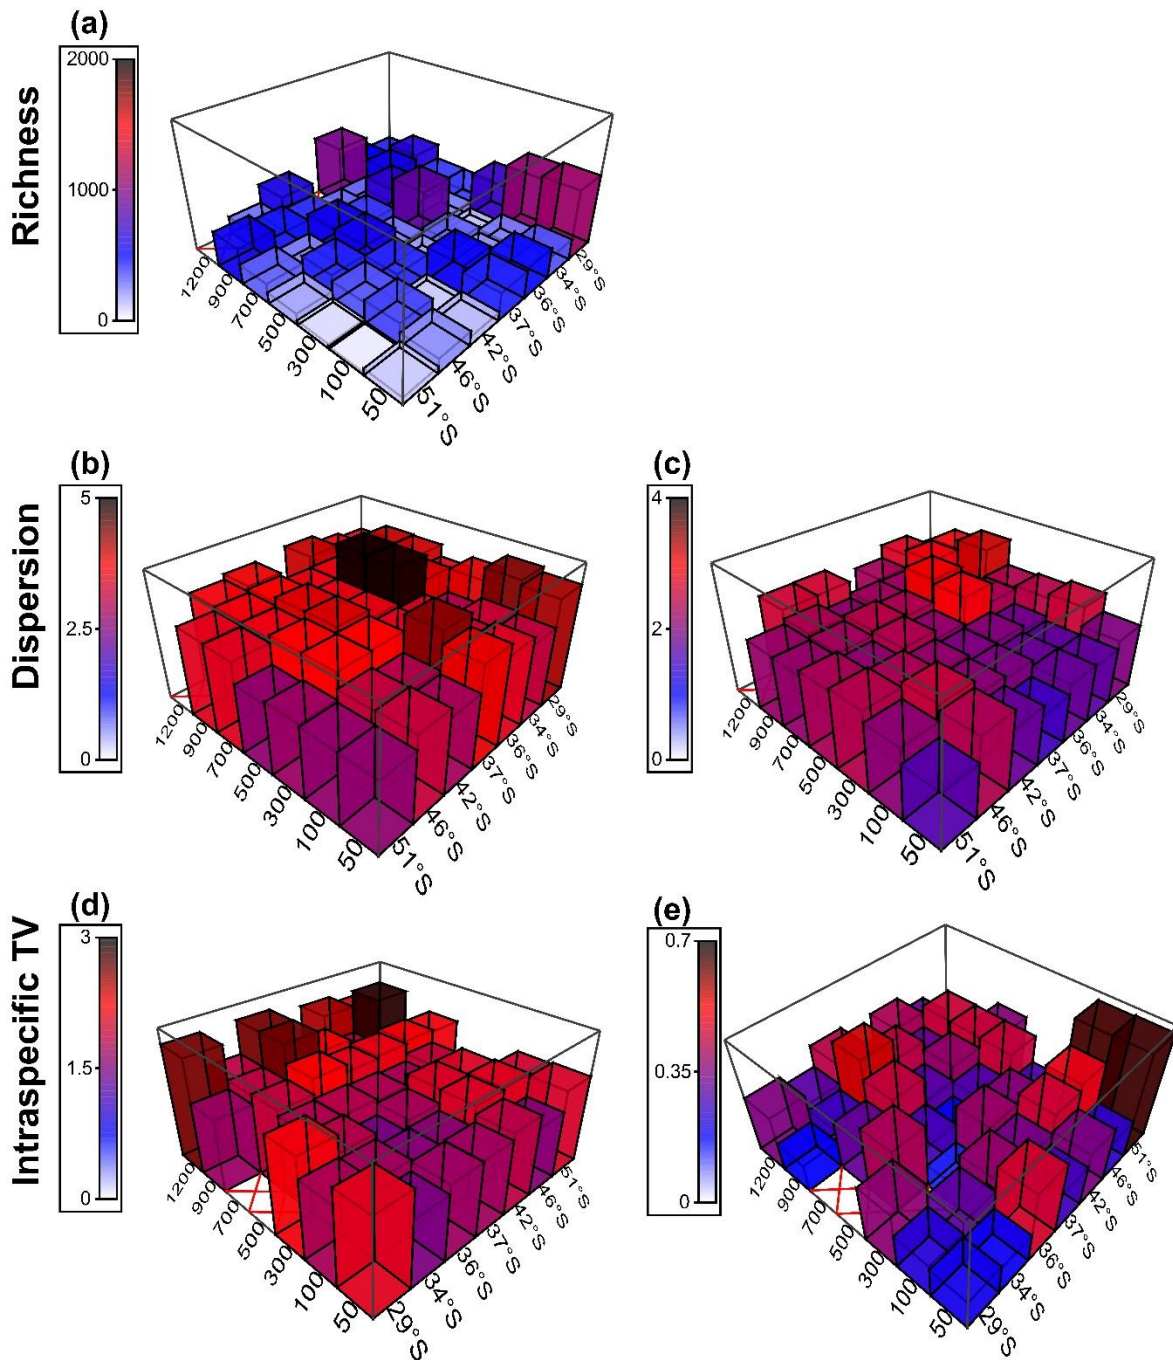 (a)
Richness
2000
1000
0
1200
900
700
500
300
100
50
51°S
46°S
42°S
37°S
36°S
34°S
29°S
(b)
Dispersion
5
2.5
0
1200
900
700
500
300
100
50
51°S
46°S
42°S
37°S
36°S
34°S
29°S
(c)
4
2
0
1200
900
700
500
300
100
50
51°S
46°S
42°S
37°S
36°S
34°S
29°S
(d)
Intraspecific TV
3
1.5
0
1200
900
700
500
300
100
50
29°S
34°S
36°S
37°S
42°S
46°S
51°S
(e)
0.7
0.35
0
1200
900
700
500
300
100
50
29°S
34°S
36°S
37°S
42°S
46°S
51°S